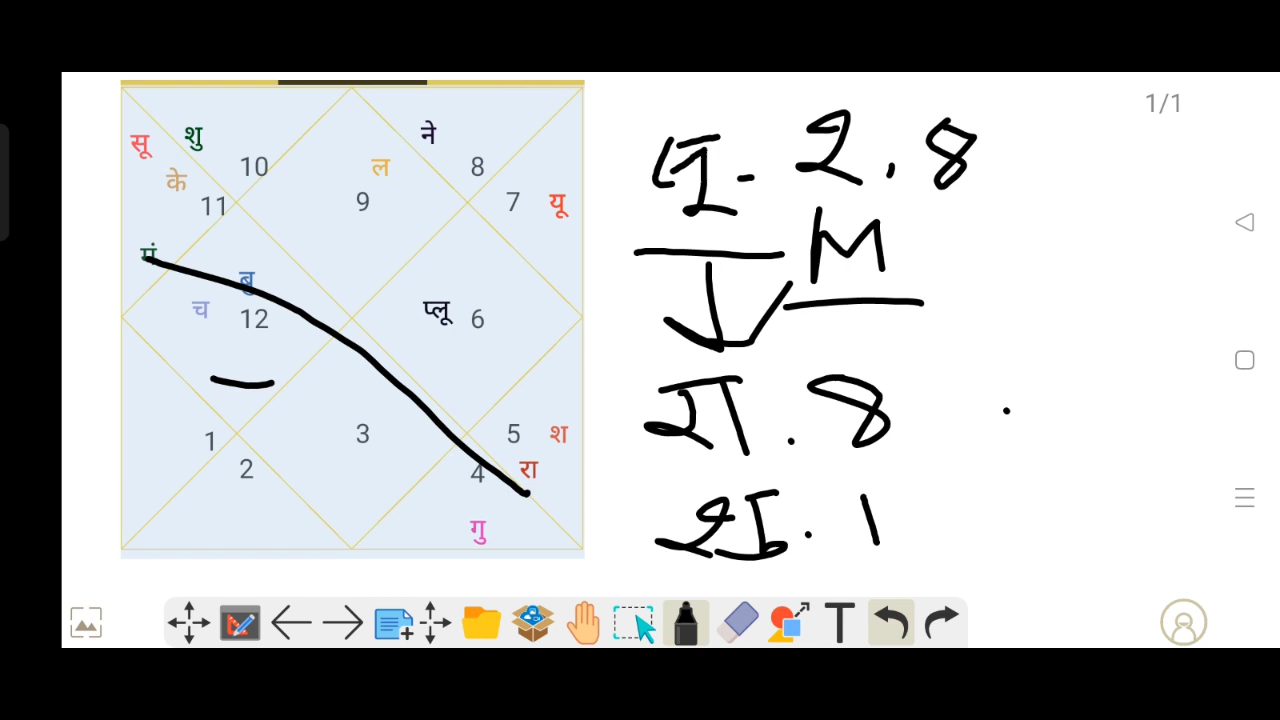 1/1
सू शु 10 ल ने 8
के 11 9 7 यू
मं बु
च 12 प्लू 6
1 3 5 श
2 4 रा
गु
2, 8
M
रा. 8
1
T